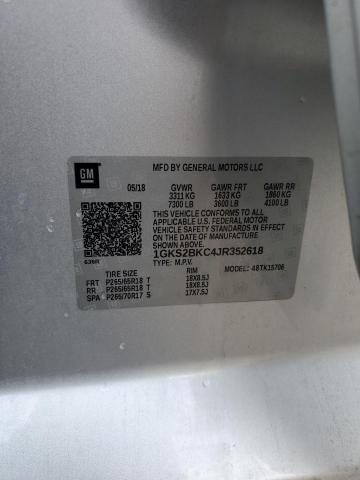 GM
MFD BY GENERAL MOTORS LLC
05/18 GVWR GAWR FRT GAWR RR
3311 KG 1633 KG 1860 KG
7300 LB 3600 LB 4100 LB
THIS VEHICLE CONFORMS TO ALL
APPLICABLE U.S. FEDERAL MOTOR
VEHICLE SAFETY STANDARDS IN EFFECT
ON THE DATE OF MANUFACTURE
SHOWN ABOVE.
1GKS2BKC4JR352618
TYPE: M.P.V. MODEL: 48TK15706
TIRE SIZE RIM
FRT P265/65R18 T 18X8.5J
RR P265/65R18 T 18X8.5J
SPA P265/70R17 S 17X7.5J